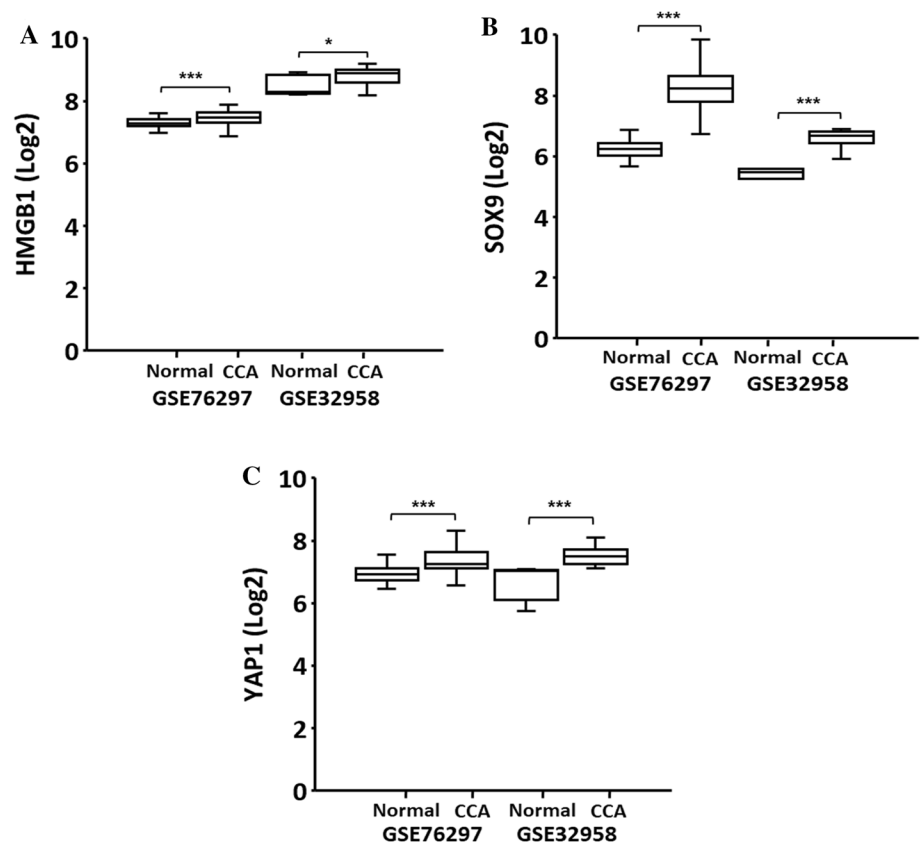 A
HMGB1 (Log2)
10
8
6
4
2
0
***
*
Normal CCA Normal CCA
GSE76297 GSE32958
B
SOX9 (Log2)
10
8
6
4
2
0
***
***
Normal CCA Normal CCA
GSE76297 GSE32958
C
YAP1 (Log2)
10
8
6
4
2
0
***
***
Normal CCA Normal CCA
GSE76297 GSE32958